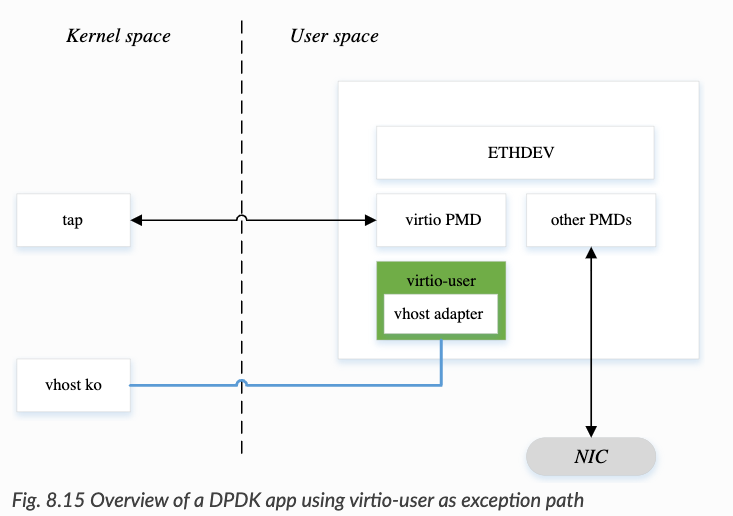 Kernel space
User space
ETHDEV
tap
virtio PMD
other PMDs
virtio-user
vhost adapter
vhost ko
NIC
Fig. 8.15 Overview of a DPDK app using virtio-user as exception path